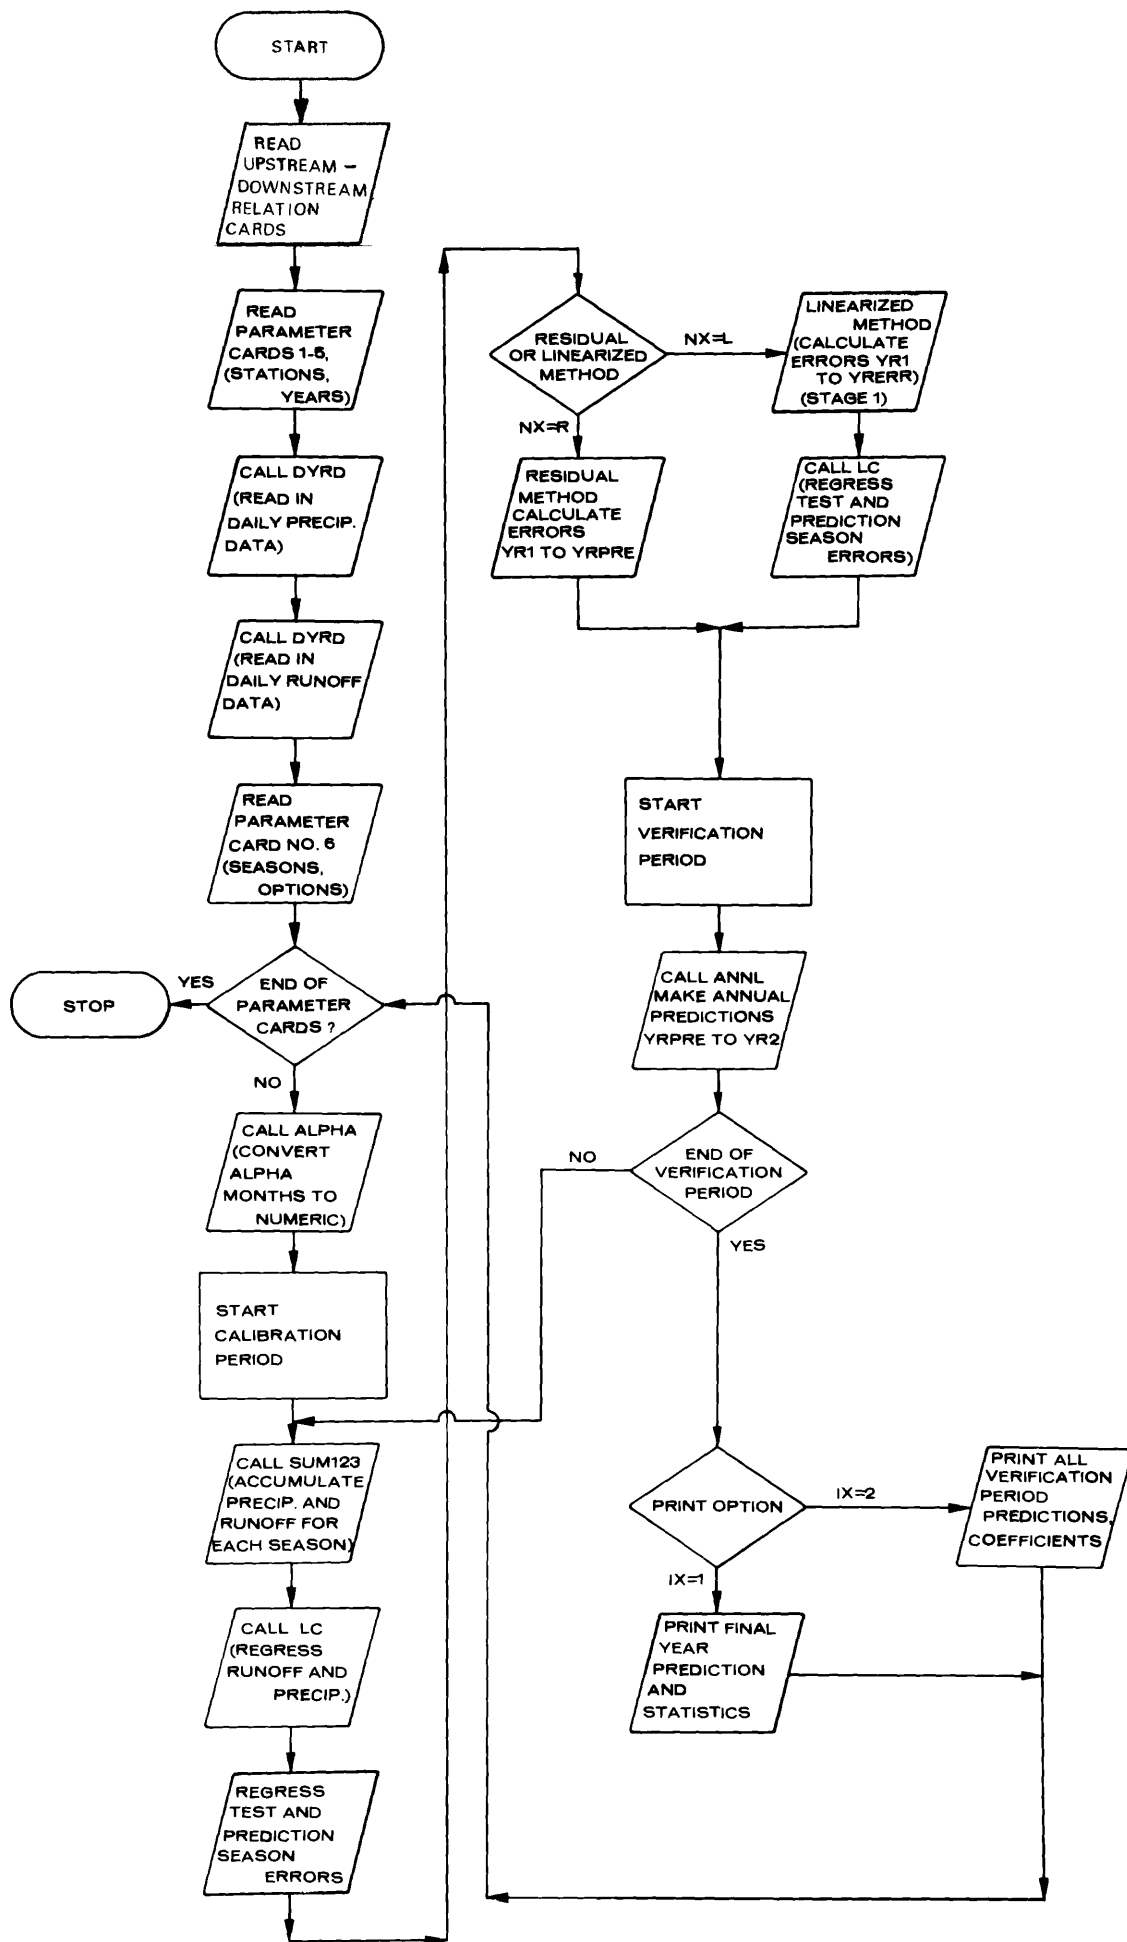 START
READ
UPSTREAM –
DOWNSTREAM
RELATION
CARDS
READ
PARAMETER
CARDS 1-5,
(STATIONS,
YEARS)
CALL DYRD
(READ IN
DAILY PRECIP.
DATA)
CALL DYRD
(READ IN
DAILY RUNOFF
DATA)
READ
PARAMETER
CARD NO. 6
(SEASONS,
OPTIONS)
END OF
PARAMETER
CARDS ?
YES
STOP
NO
CALL ALPHA
(CONVERT
ALPHA
MONTHS TO
NUMERIC)
START
CALIBRATION
PERIOD
CALL SUM123
(ACCUMULATE
PRECIP. AND
RUNOFF FOR
EACH SEASON)
CALL LC
(REGRESS
RUNOFF AND
PRECIP.)
REGRESS
TEST AND
PREDICTION
SEASON
ERRORS
RESIDUAL
OR LINEARIZED
METHOD
NX=L
LINEARIZED
METHOD
(CALCULATE
ERRORS YR1
TO YRERR)
(STAGE 1)
NX=R
RESIDUAL
METHOD
CALCULATE
ERRORS
YR1 TO YRPRE
CALL LC
(REGRESS
TEST AND
PREDICTION
SEASON
ERRORS)
START
VERIFICATION
PERIOD
CALL ANNL
MAKE ANNUAL
PREDICTIONS
YRPRE TO YR2
END OF
VERIFICATION
PERIOD
NO
YES
PRINT OPTION
IX=2
PRINT ALL
VERIFICATION
PERIOD
PREDICTIONS,
COEFFICIENTS
IX=1
PRINT FINAL
YEAR
PREDICTION
AND
STATISTICS